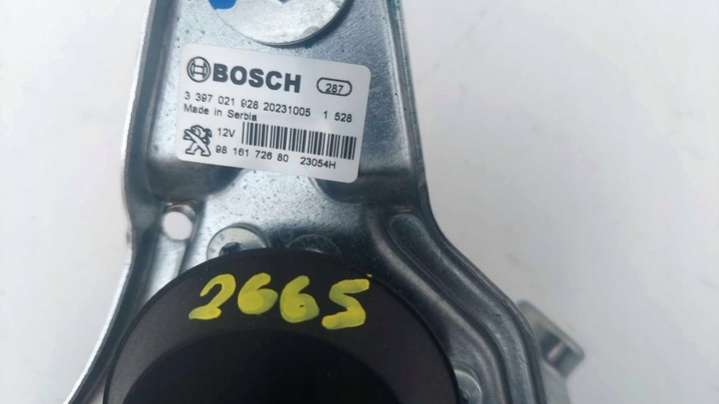 BOSCH 287
3 397 021 928 20231005 1 528
Made in Serbia
12V
98 161 726 80 23054H
2665